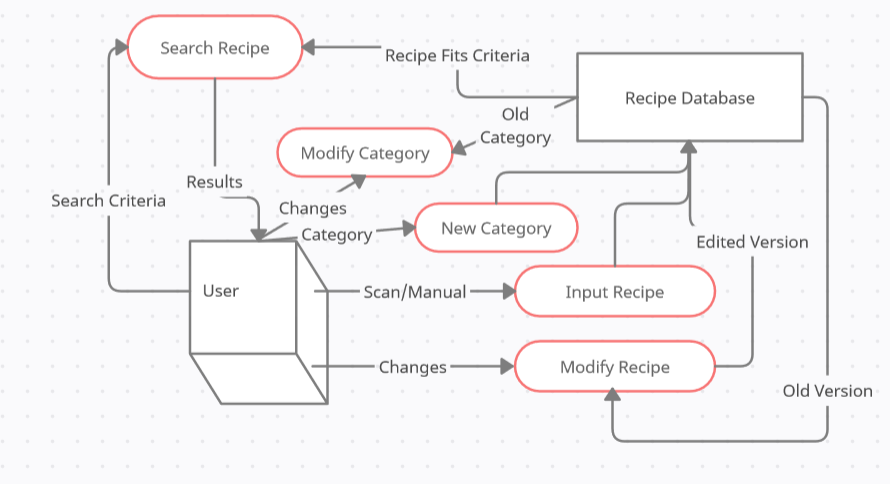 Search Recipe
Recipe Fits Criteria
Recipe Database
Old
Category
Modify Category
Results
Search Criteria
Changes
Category
New Category
Edited Version
User
Scan/Manual
Input Recipe
Changes
Modify Recipe
Old Version